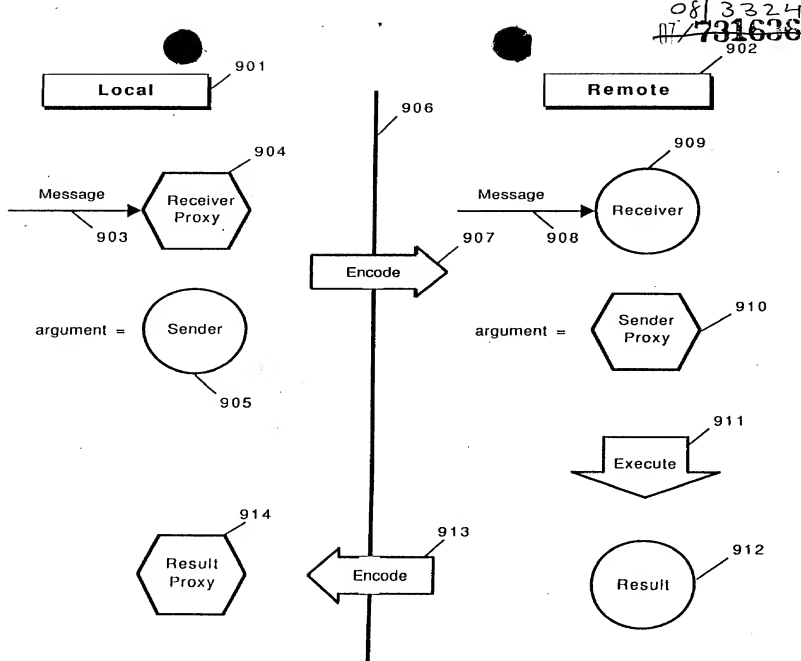 08/3324
07/731636
901
902
Local
Remote
906
904
909
Message
Receiver
Proxy
903
Message
Receiver
908
907
Encode
argument =
Sender
905
argument =
Sender
Proxy
910
911
Execute
914
Result
Proxy
913
Encode
912
Result